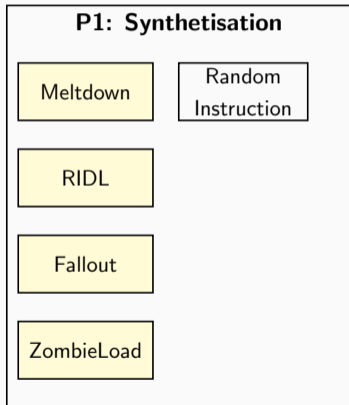 P1: Synthetisation
Meltdown
Random
Instruction
RIDL
Fallout
ZombieLoad